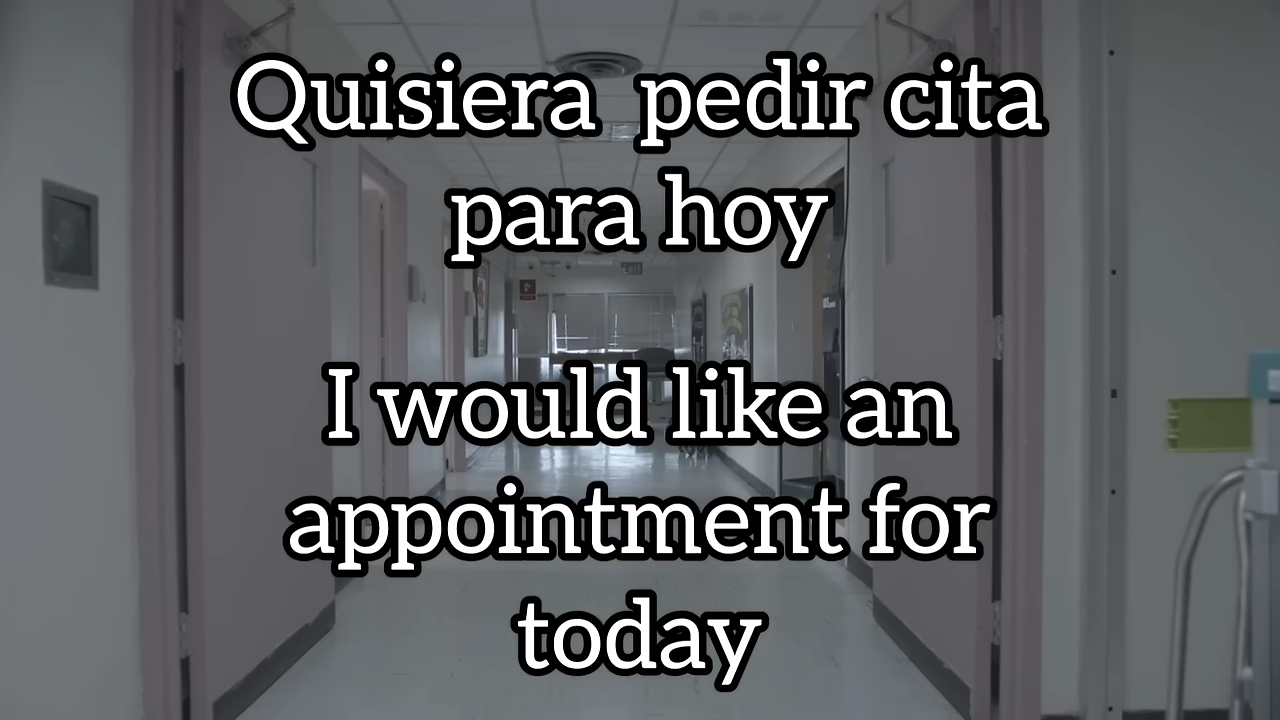 Quisiera  pedir cita
para hoy
I would like an
appointment for
today